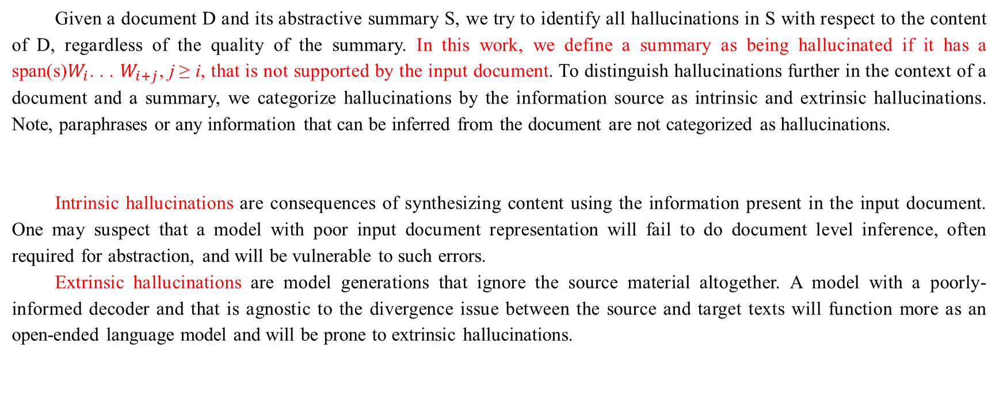 Given a document D and its abstractive summary S, we try to identify all hallucinations in S with respect to the content
of D, regardless of the quality of the summary. In this work, we define a summary as being hallucinated if it has a
span(s)Wᵢ. . . Wᵢ₊ⱼ, j ≥ i, that is not supported by the input document. To distinguish hallucinations further in the context of a
document and a summary, we categorize hallucinations by the information source as intrinsic and extrinsic hallucinations.
Note, paraphrases or any information that can be inferred from the document are not categorized as hallucinations.
Intrinsic hallucinations are consequences of synthesizing content using the information present in the input document.
One may suspect that a model with poor input document representation will fail to do document level inference, often
required for abstraction, and will be vulnerable to such errors.
Extrinsic hallucinations are model generations that ignore the source material altogether. A model with a poorly-
informed decoder and that is agnostic to the divergence issue between the source and target texts will function more as an
open-ended language model and will be prone to extrinsic hallucinations.